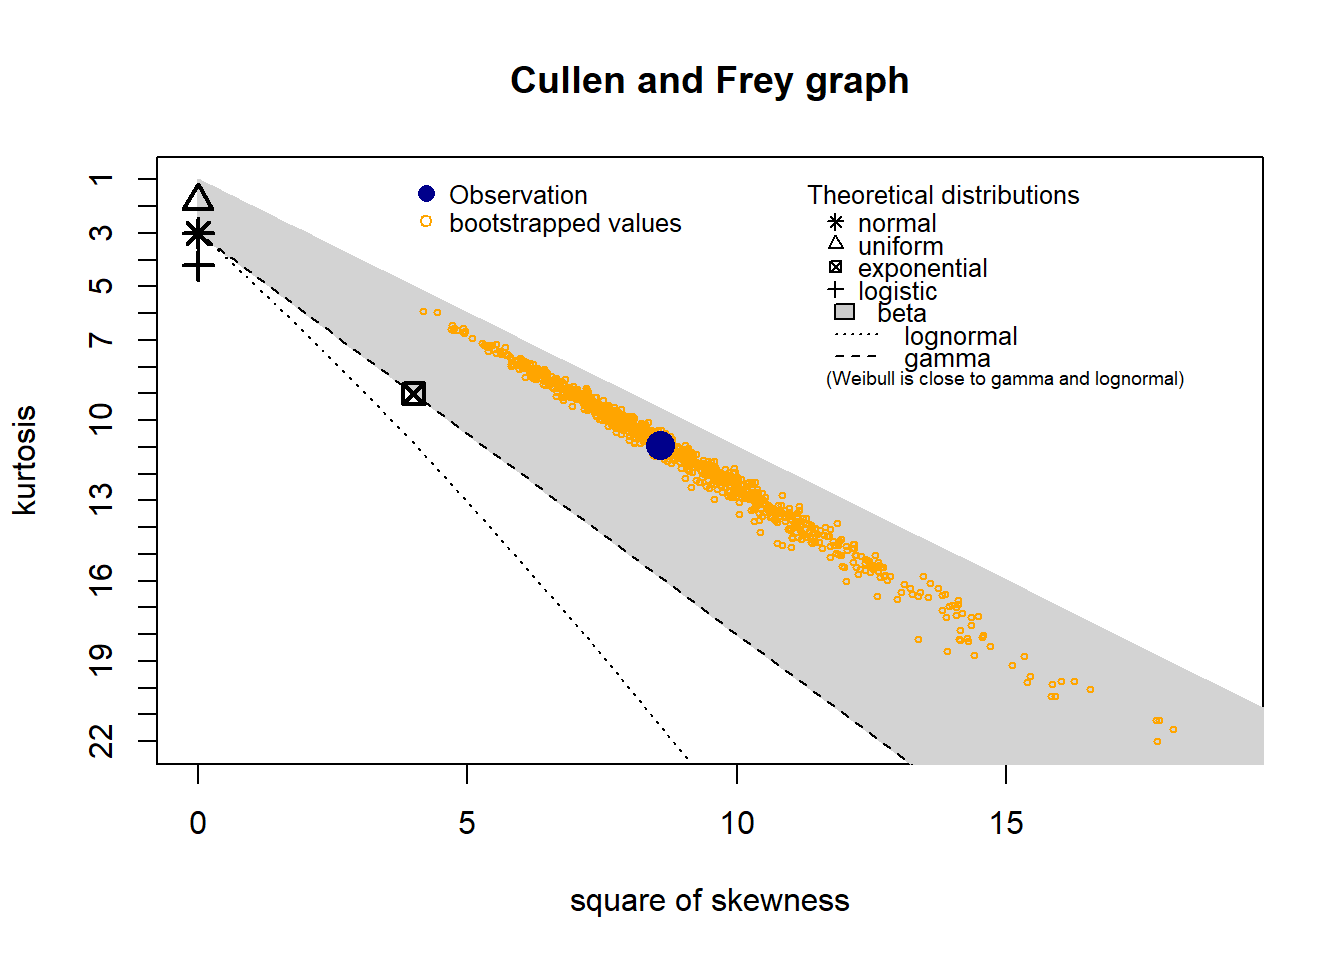 Cullen and Frey graph
Observation
bootstrapped values
Theoretical distributions
normal
uniform
exponential
logistic
beta
lognormal
gamma
(Weibull is close to gamma and lognormal)
kurtosis
1
3
5
7
10
13
16
19
22
0 5 10 15
square of skewness